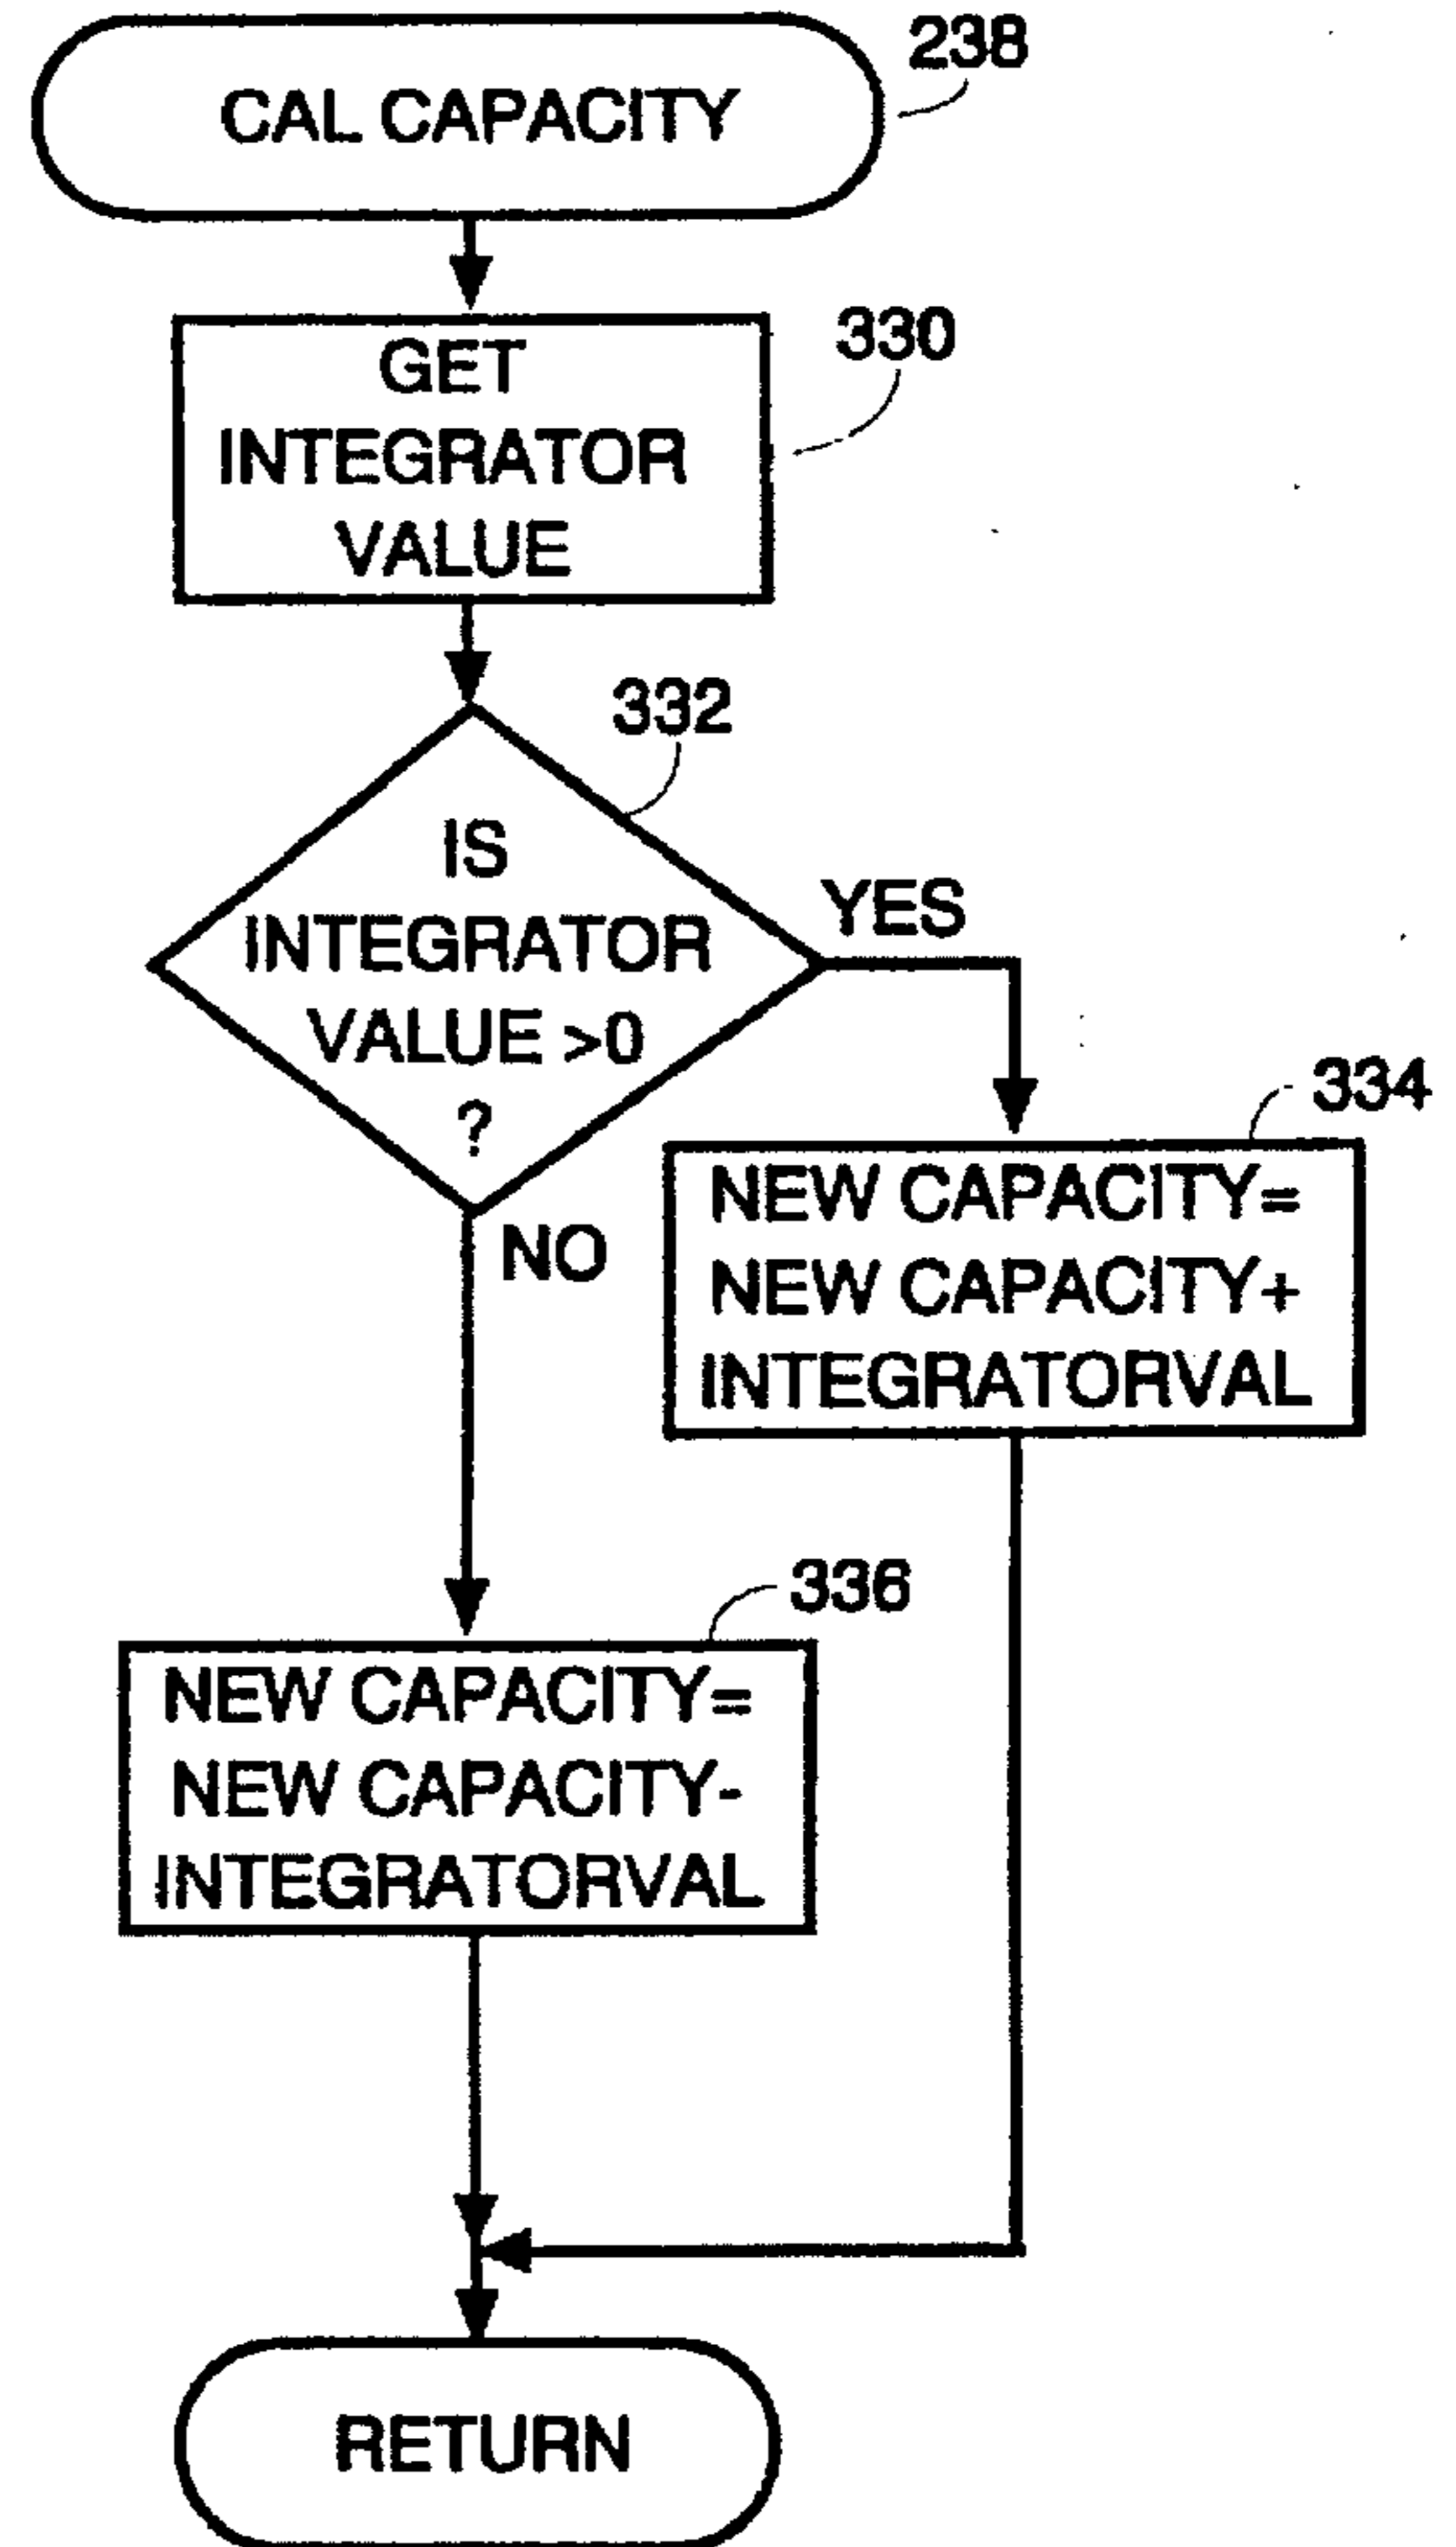 CAL CAPACITY
238
GET
INTEGRATOR
VALUE
330
332
IS
INTEGRATOR
VALUE >0
?
YES
NO
334
NEW CAPACITY=
NEW CAPACITY+
INTEGRATORVAL
336
NEW CAPACITY=
NEW CAPACITY-
INTEGRATORVAL
RETURN